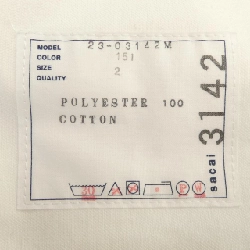 MODEL 23-03142M
COLOR 151
SIZE 2
QUALITY
POLYESTER 100
COTTON
sacai 3142